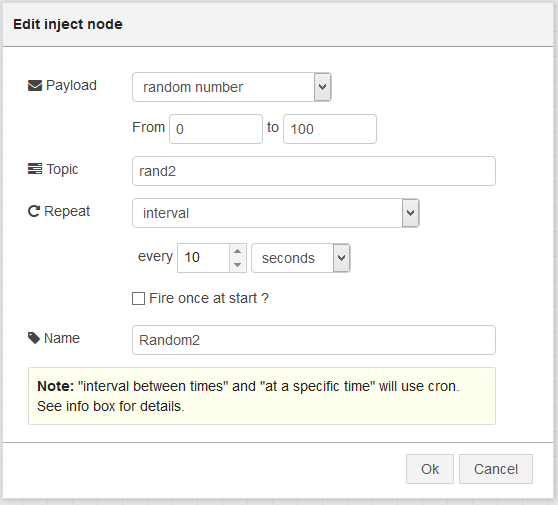 Edit inject node
Payload random number
From 0 to 100
Topic rand2
Repeat interval
every 10 seconds
Fire once at start ?
Name Random2
Note: "interval between times" and "at a specific time" will use cron.
See info box for details.
Ok Cancel